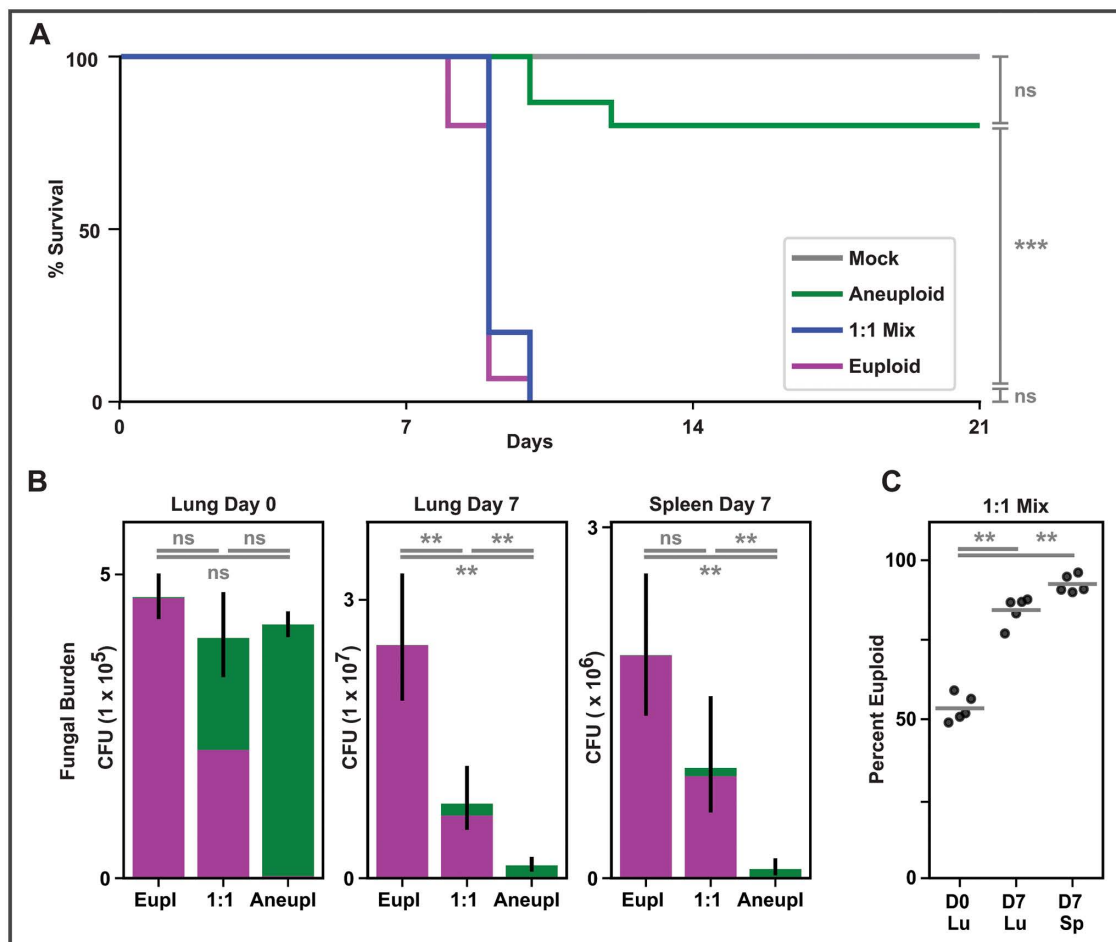 A
100
50
0
% Survival
0
7
14
21
Days
Mock
Aneuploid
1:1 Mix
Euploid
ns
***
ns
B
Lung Day 0
Fungal Burden
CFU (1 x 10⁵)
5
0
ns
ns
ns
Eupl
1:1
Aneupl
Lung Day 7
CFU (1 x 10⁷)
3
0
**
**
**
Eupl
1:1
Aneupl
Spleen Day 7
CFU ( x 10⁶)
3
0
ns
**
**
Eupl
1:1
Aneupl
C
1:1 Mix
Percent Euploid
100
50
0
**
**
D0
Lu
D7
Lu
D7
Sp